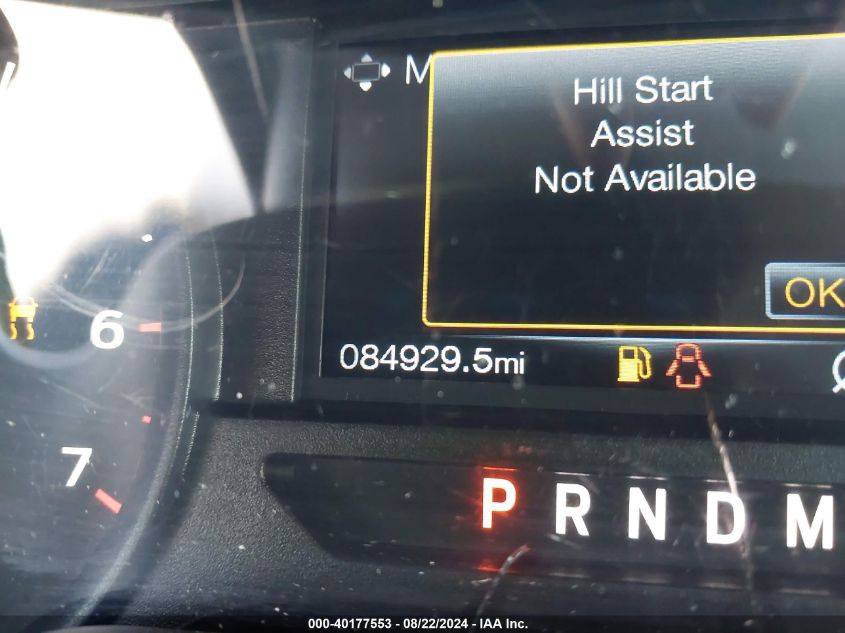 M
Hill Start
Assist
Not Available
OK
6
084929.5mi
7
P R N D M
000-40177553 - 08/22/2024 - IAA Inc.